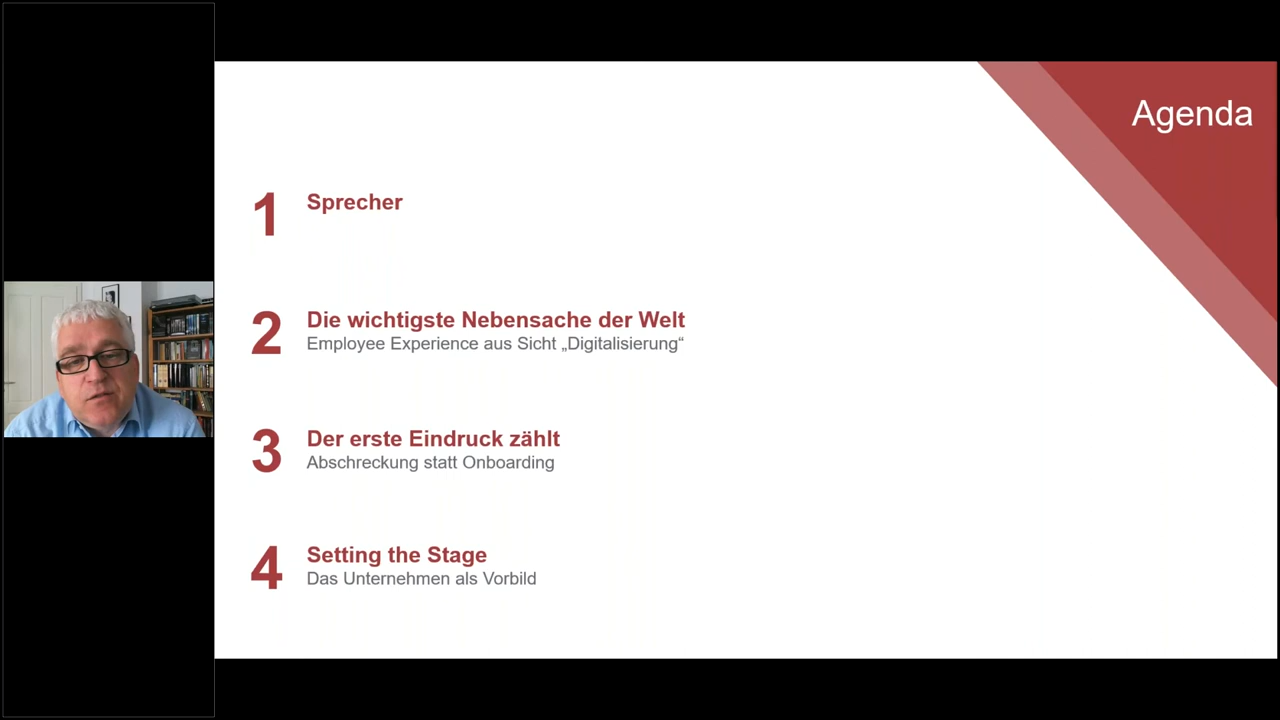 Agenda
1
Sprecher
2
Die wichtigste Nebensache der Welt
Employee Experience aus Sicht „Digitalisierung“
3
Der erste Eindruck zählt
Abschreckung statt Onboarding
4
Setting the Stage
Das Unternehmen als Vorbild